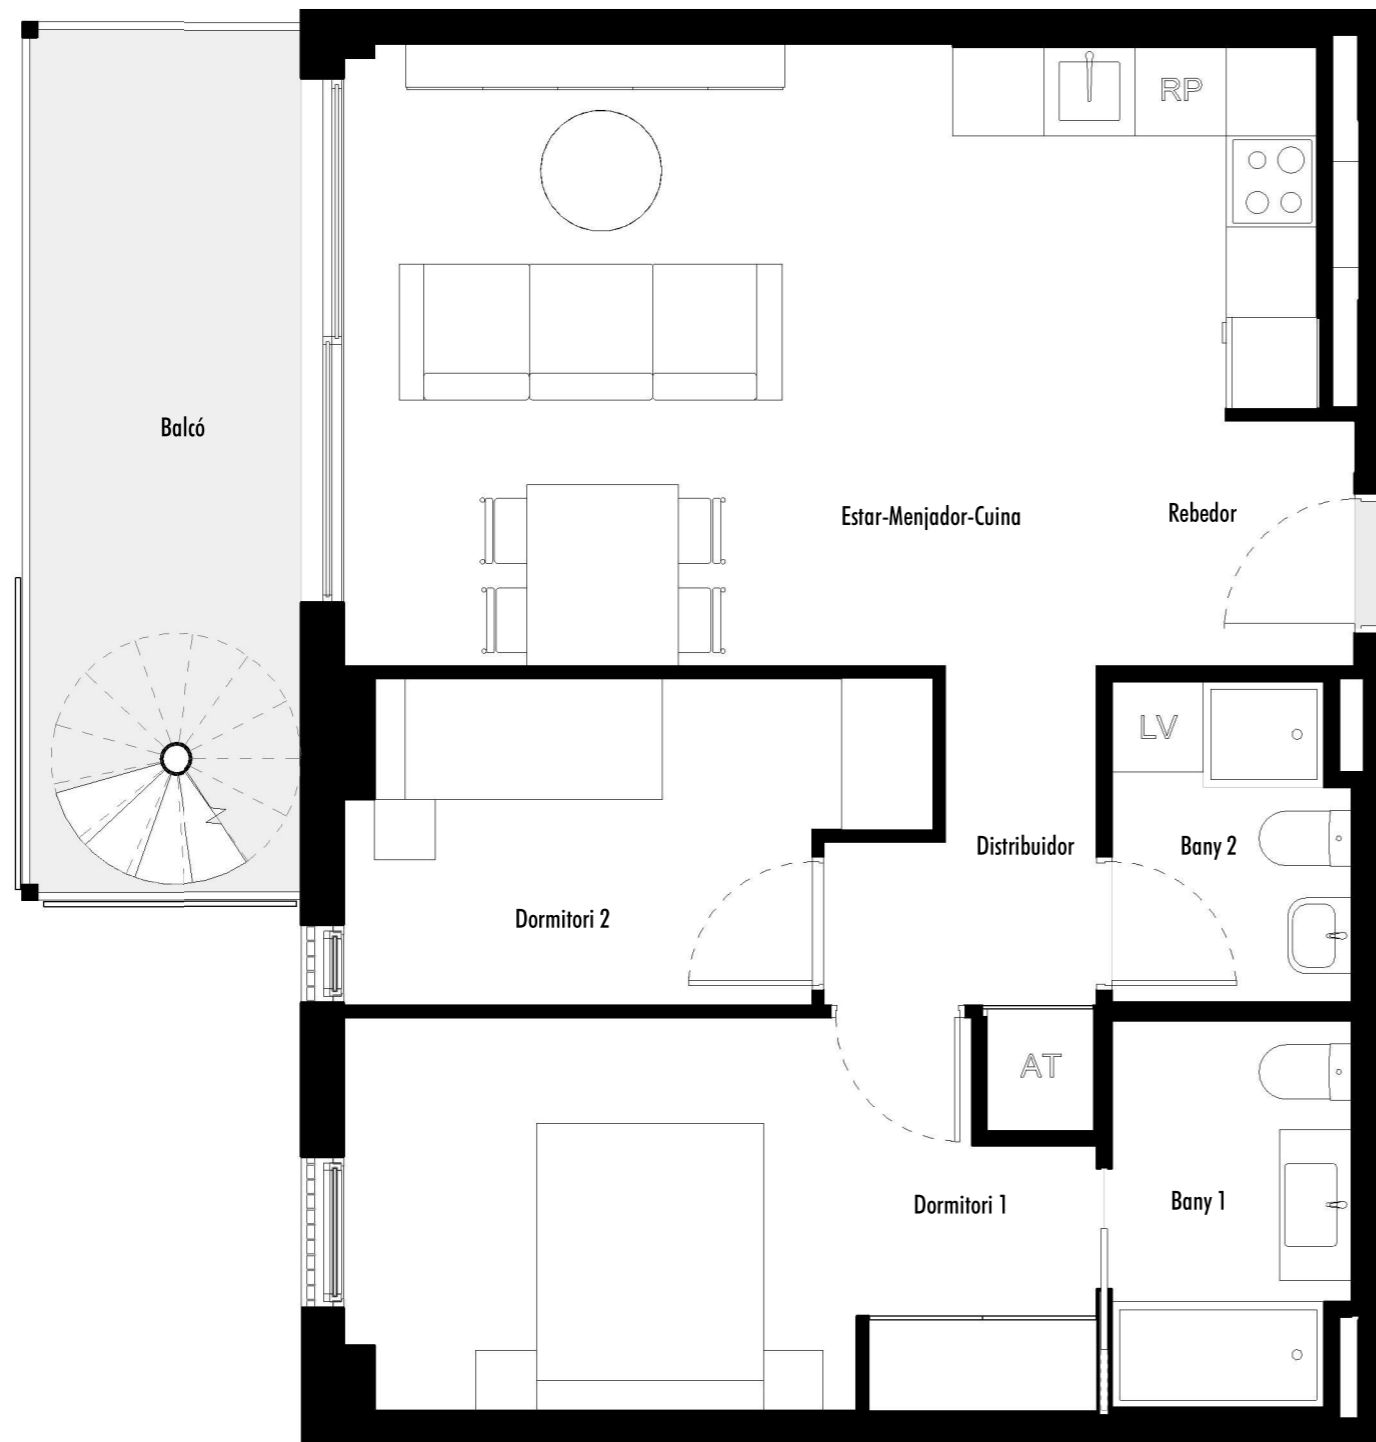 RP
Balcó
Estar-Menjador-Cuina
Rebedor
LV
Distribuidor
Bany 2
Dormitori 2
AT
Dormitori 1
Bany 1